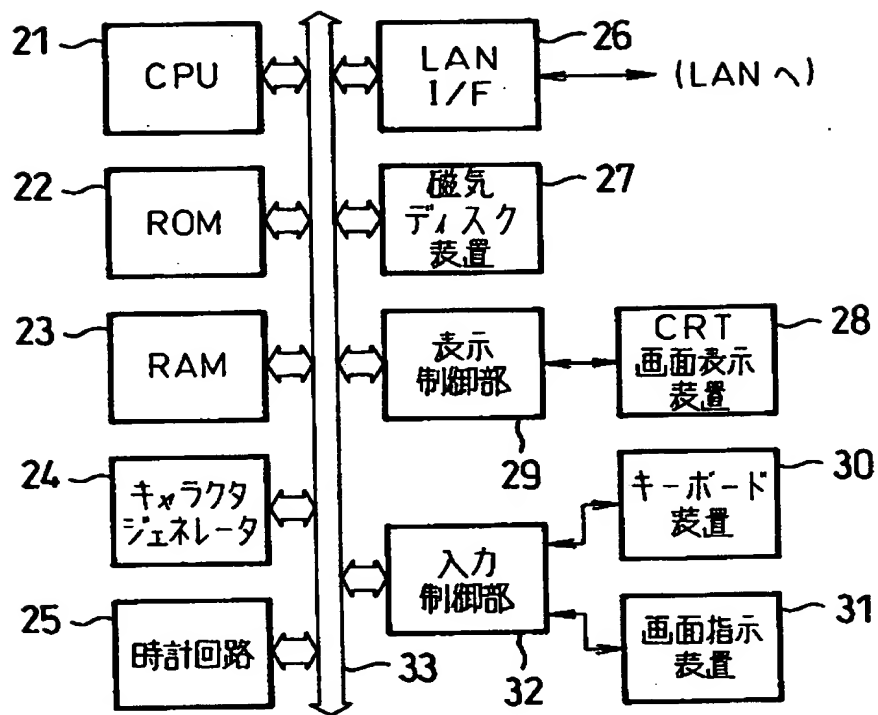 21
CPU
22
ROM
23
RAM
24
キャラクタ
ジェネレータ
25
時計回路
26
LAN
I/F
(LANへ)
27
磁気
ディスク
装置
表示
制御部
29
CRT
画面表示
装置
28
入力
制御部
32
キーボード
装置
30
画面指示
装置
31
33